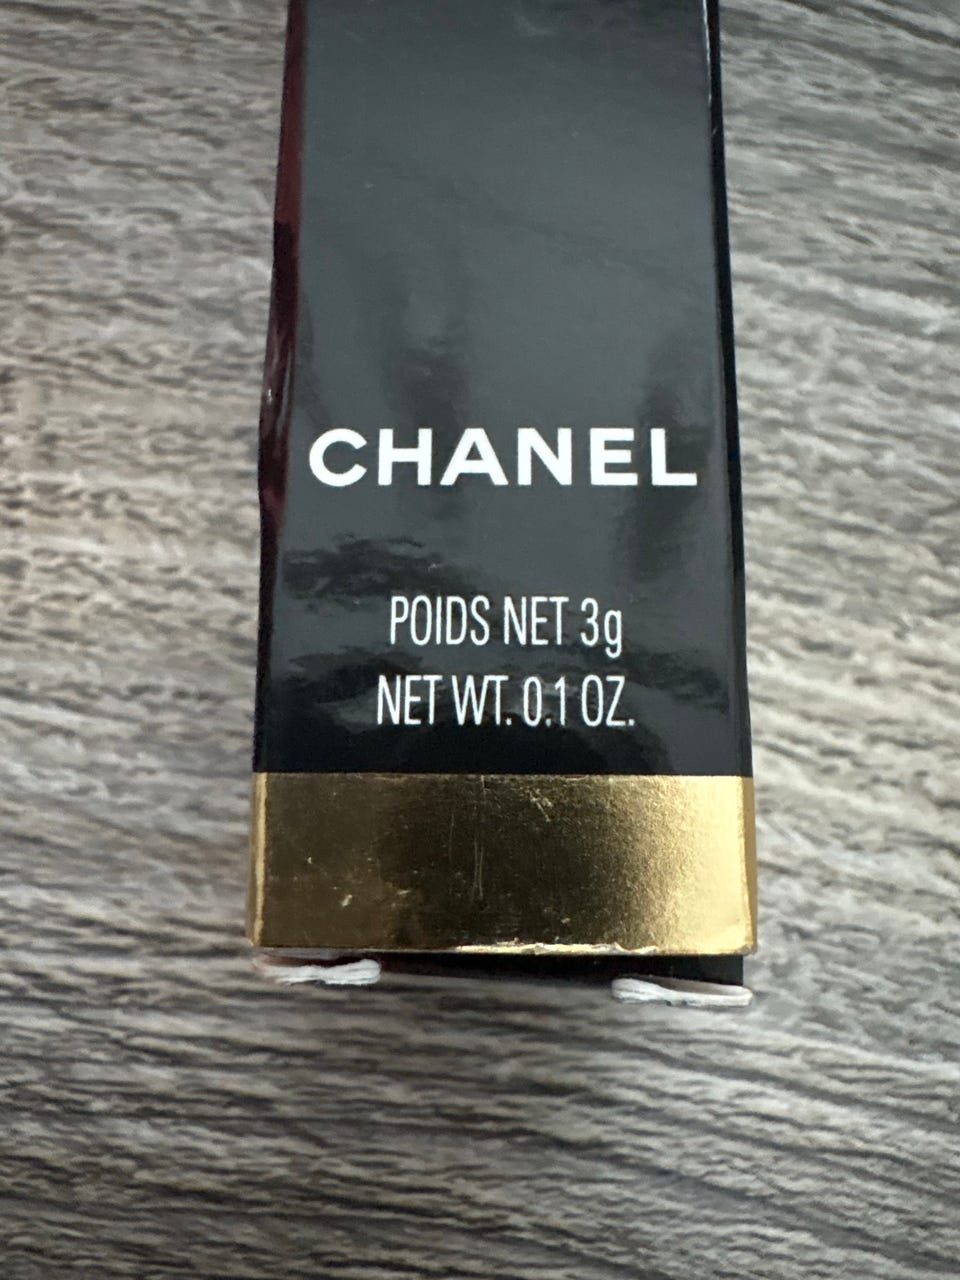 CHANEL
POIDS NET 3g
NET WT. 0.1 OZ.